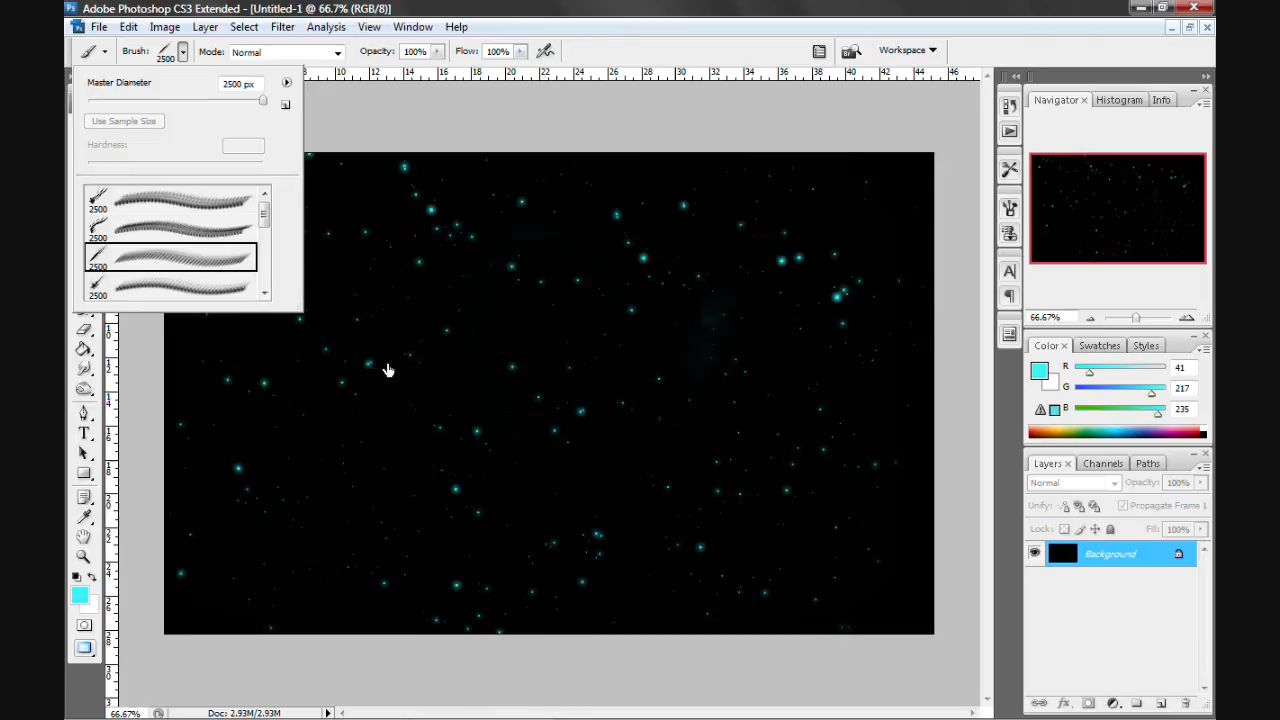 Adobe Photoshop CS3 Extended - [Untitled-1 @ 66.7% (RGB/8)]
File Edit Image Layer Select Filter Analysis View Window Help
Brush: 2500 Mode: Normal Opacity: 100% Flow: 100% Workspace
Master Diameter 2500 px
Use Sample Size
Hardness:
2500
2500
2500
2500
10 12 14 16 18 20 22 24 26 28 30 32 34 36 38 40 42 44 46
Navigator Histogram Info
66.67%
Color Swatches Styles
R 41
G 217
B 235
Layers Channels Paths
Normal Opacity: 100%
Unify: Propagate Frame 1
Lock: Fill: 100%
Background
66.67% Doc: 2.93M/2.93M